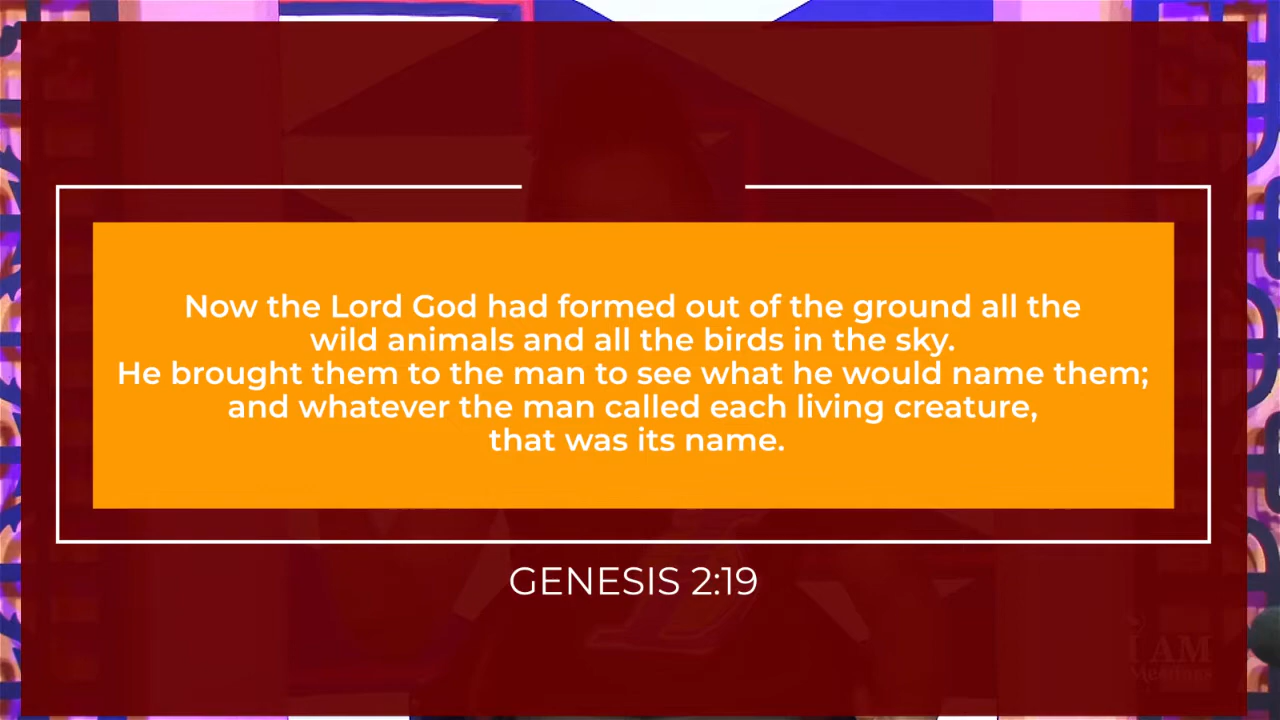 Now the Lord God had formed out of the ground all the
wild animals and all the birds in the sky.
He brought them to the man to see what he would name them;
and whatever the man called each living creature,
that was its name.
GENESIS 2:19
I AM